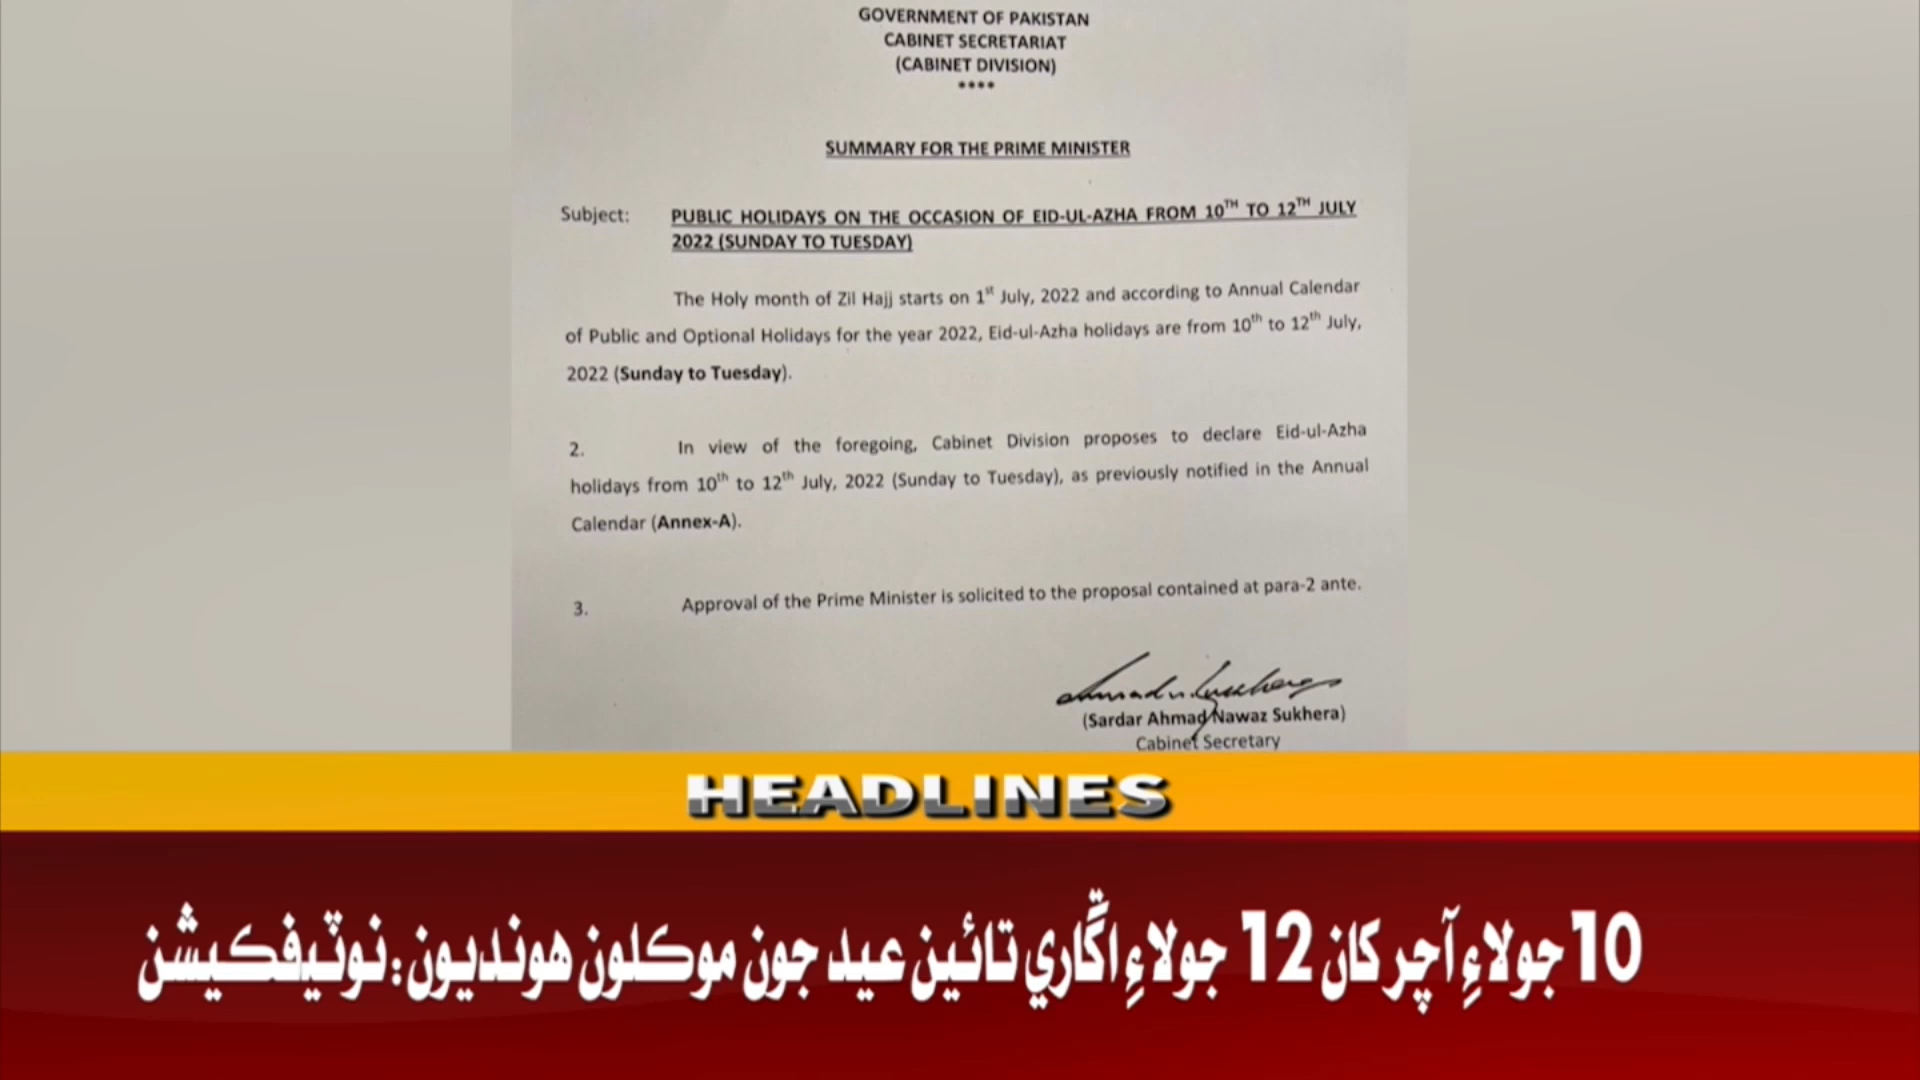 GOVERNMENT OF PAKISTAN
CABINET SECRETARIAT
(CABINET DIVISION)
****
SUMMARY FOR THE PRIME MINISTER
Subject: PUBLIC HOLIDAYS ON THE OCCASION OF EID-UL-AZHA FROM 10TH TO 12TH JULY
2022 (SUNDAY TO TUESDAY)
The Holy month of Zil Hajj starts on 1st July, 2022 and according to Annual Calendar
of Public and Optional Holidays for the year 2022, Eid-ul-Azha holidays are from 10th to 12th July,
2022 (Sunday to Tuesday).
2. In view of the foregoing, Cabinet Division proposes to declare Eid-ul-Azha
holidays from 10th to 12th July, 2022 (Sunday to Tuesday), as previously notified in the Annual
Calendar (Annex-A).
3. Approval of the Prime Minister is solicited to the proposal contained at para-2 ante.
(Sardar Ahmad Nawaz Sukhera)
Cabinet Secretary
HEADLINES
10 جولاءِ آچر کان 12 جولاءِ اڱاري تائين عيد جون موڪلون هونديون: نوٽيفڪيشن